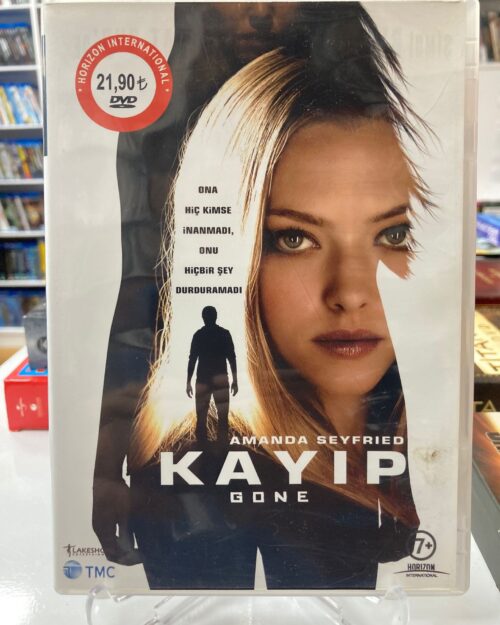 HORIZON INTERNATIONAL
21,90₺
DVD
ONA
HİÇ KİMSE
İNANMADI,
ONU
HİÇBİR ŞEY
DURDURAMADI
AMANDA SEYFRIED
KAYIP
GONE
LAKESHO
TMC
7+
HORIZON
INTERNATIONAL